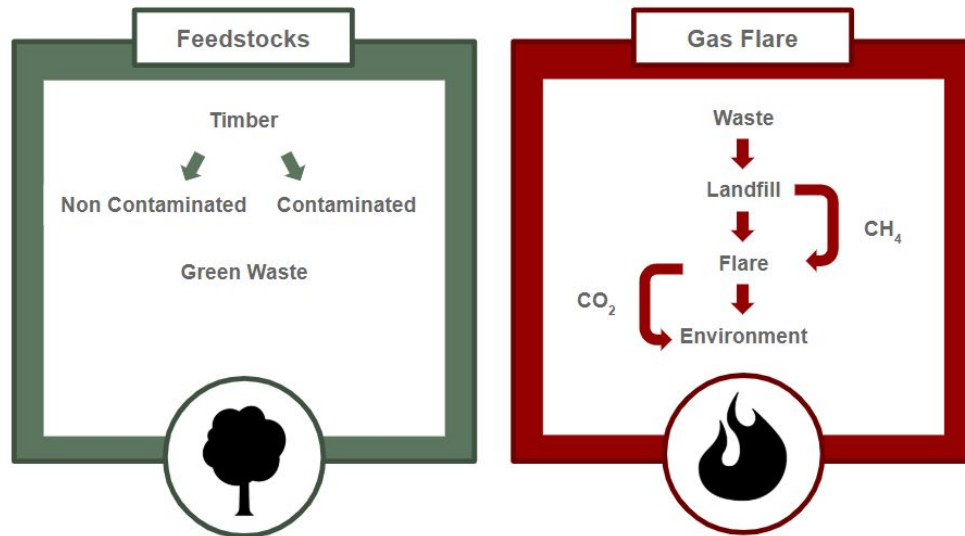 Feedstocks
Timber
Non Contaminated
Contaminated
Green Waste
Gas Flare
Waste
Landfill
CH₄
Flare
CO₂
Environment